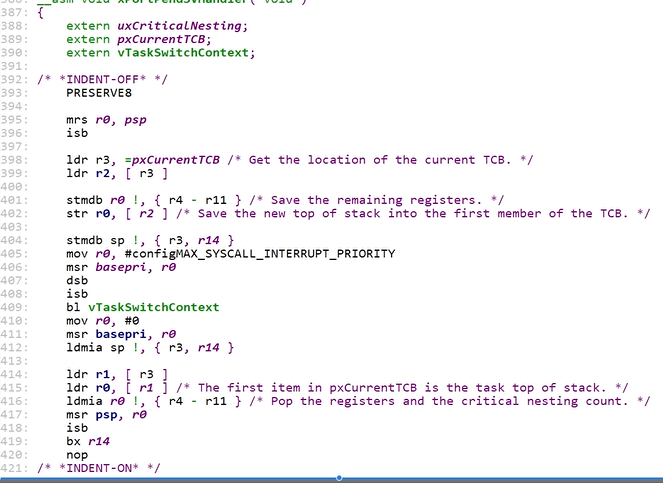 386: __asm void xPortPendSVHandler( void )
387: {
388: extern uxCriticalNesting;
389: extern pxCurrentTCB;
390: extern vTaskSwitchContext;
391:
392: /* *INDENT-OFF* */
393: PRESERVE8
394:
395: mrs r0, psp
396: isb
397:
398: ldr r3, =pxCurrentTCB /* Get the location of the current TCB. */
399: ldr r2, [ r3 ]
400:
401: stmdb r0 !, { r4 - r11 } /* Save the remaining registers. */
402: str r0, [ r2 ] /* Save the new top of stack into the first member of the TCB. */
403:
404: stmdb sp !, { r3, r14 }
405: mov r0, #configMAX_SYSCALL_INTERRUPT_PRIORITY
406: msr basepri, r0
407: dsb
408: isb
409: bl vTaskSwitchContext
410: mov r0, #0
411: msr basepri, r0
412: ldmia sp !, { r3, r14 }
413:
414: ldr r1, [ r3 ]
415: ldr r0, [ r1 ] /* The first item in pxCurrentTCB is the task top of stack. */
416: ldmia r0 !, { r4 - r11 } /* Pop the registers and the critical nesting count. */
417: msr psp, r0
418: isb
419: bx r14
420: nop
421: /* *INDENT-ON* */